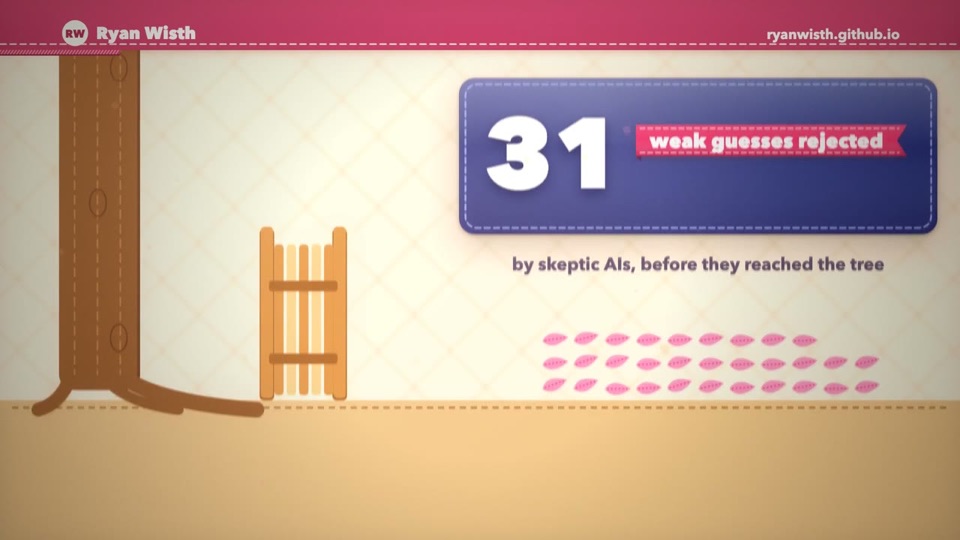 RW Ryan Wisth
ryanwisth.github.io
31
weak guesses rejected
by skeptic AIs, before they reached the tree